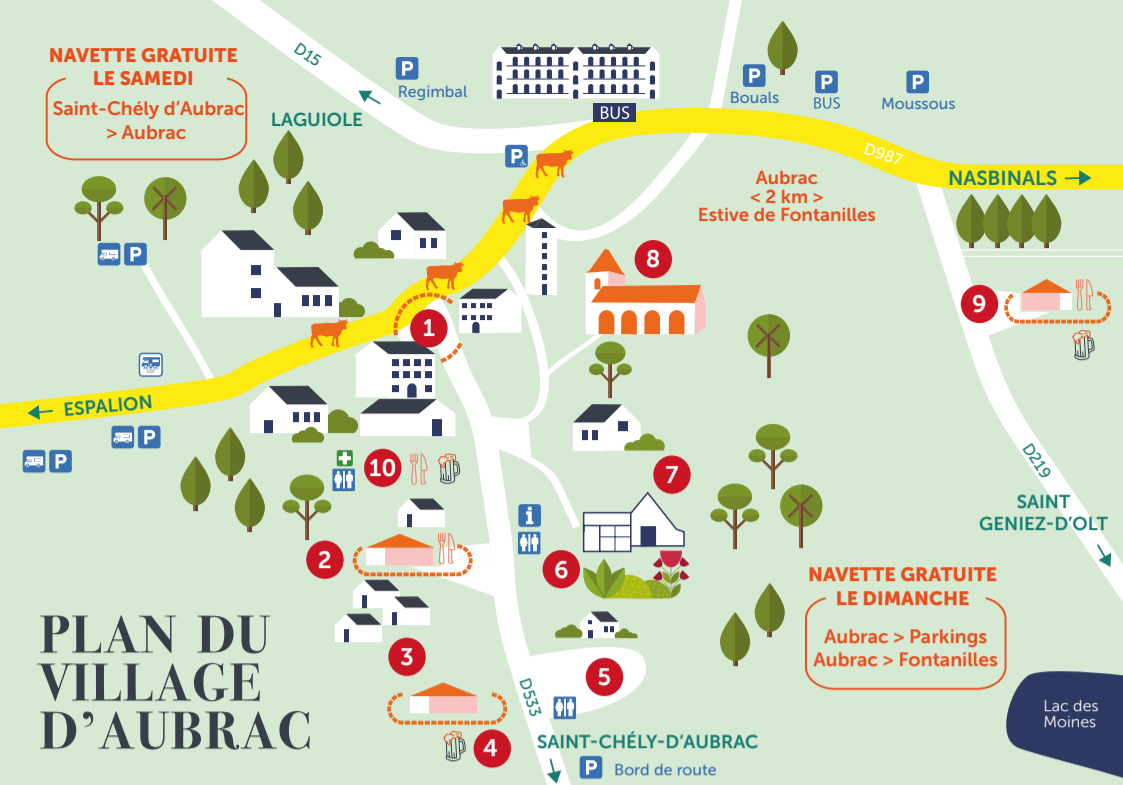 NAVETTE GRATUITE
LE SAMEDI
Saint-Chély d'Aubrac
> Aubrac
D15
P
Regimbal
LAGUIOLE
BUS
P
Bouals
P
BUS
P
Moussous
P
D987
NASBINALS
Aubrac
< 2 km >
Estive de Fontanilles
P
8
9
1
ESPALION
P
P
10
7
i
2
6
D219
SAINT
GENIEZ-D'OLT
NAVETTE GRATUITE
LE DIMANCHE
Aubrac > Parkings
Aubrac > Fontanilles
PLAN DU
VILLAGE
D'AUBRAC
3
5
D533
4
SAINT-CHÉLY-D'AUBRAC
P
Bord de route
Lac des
Moines